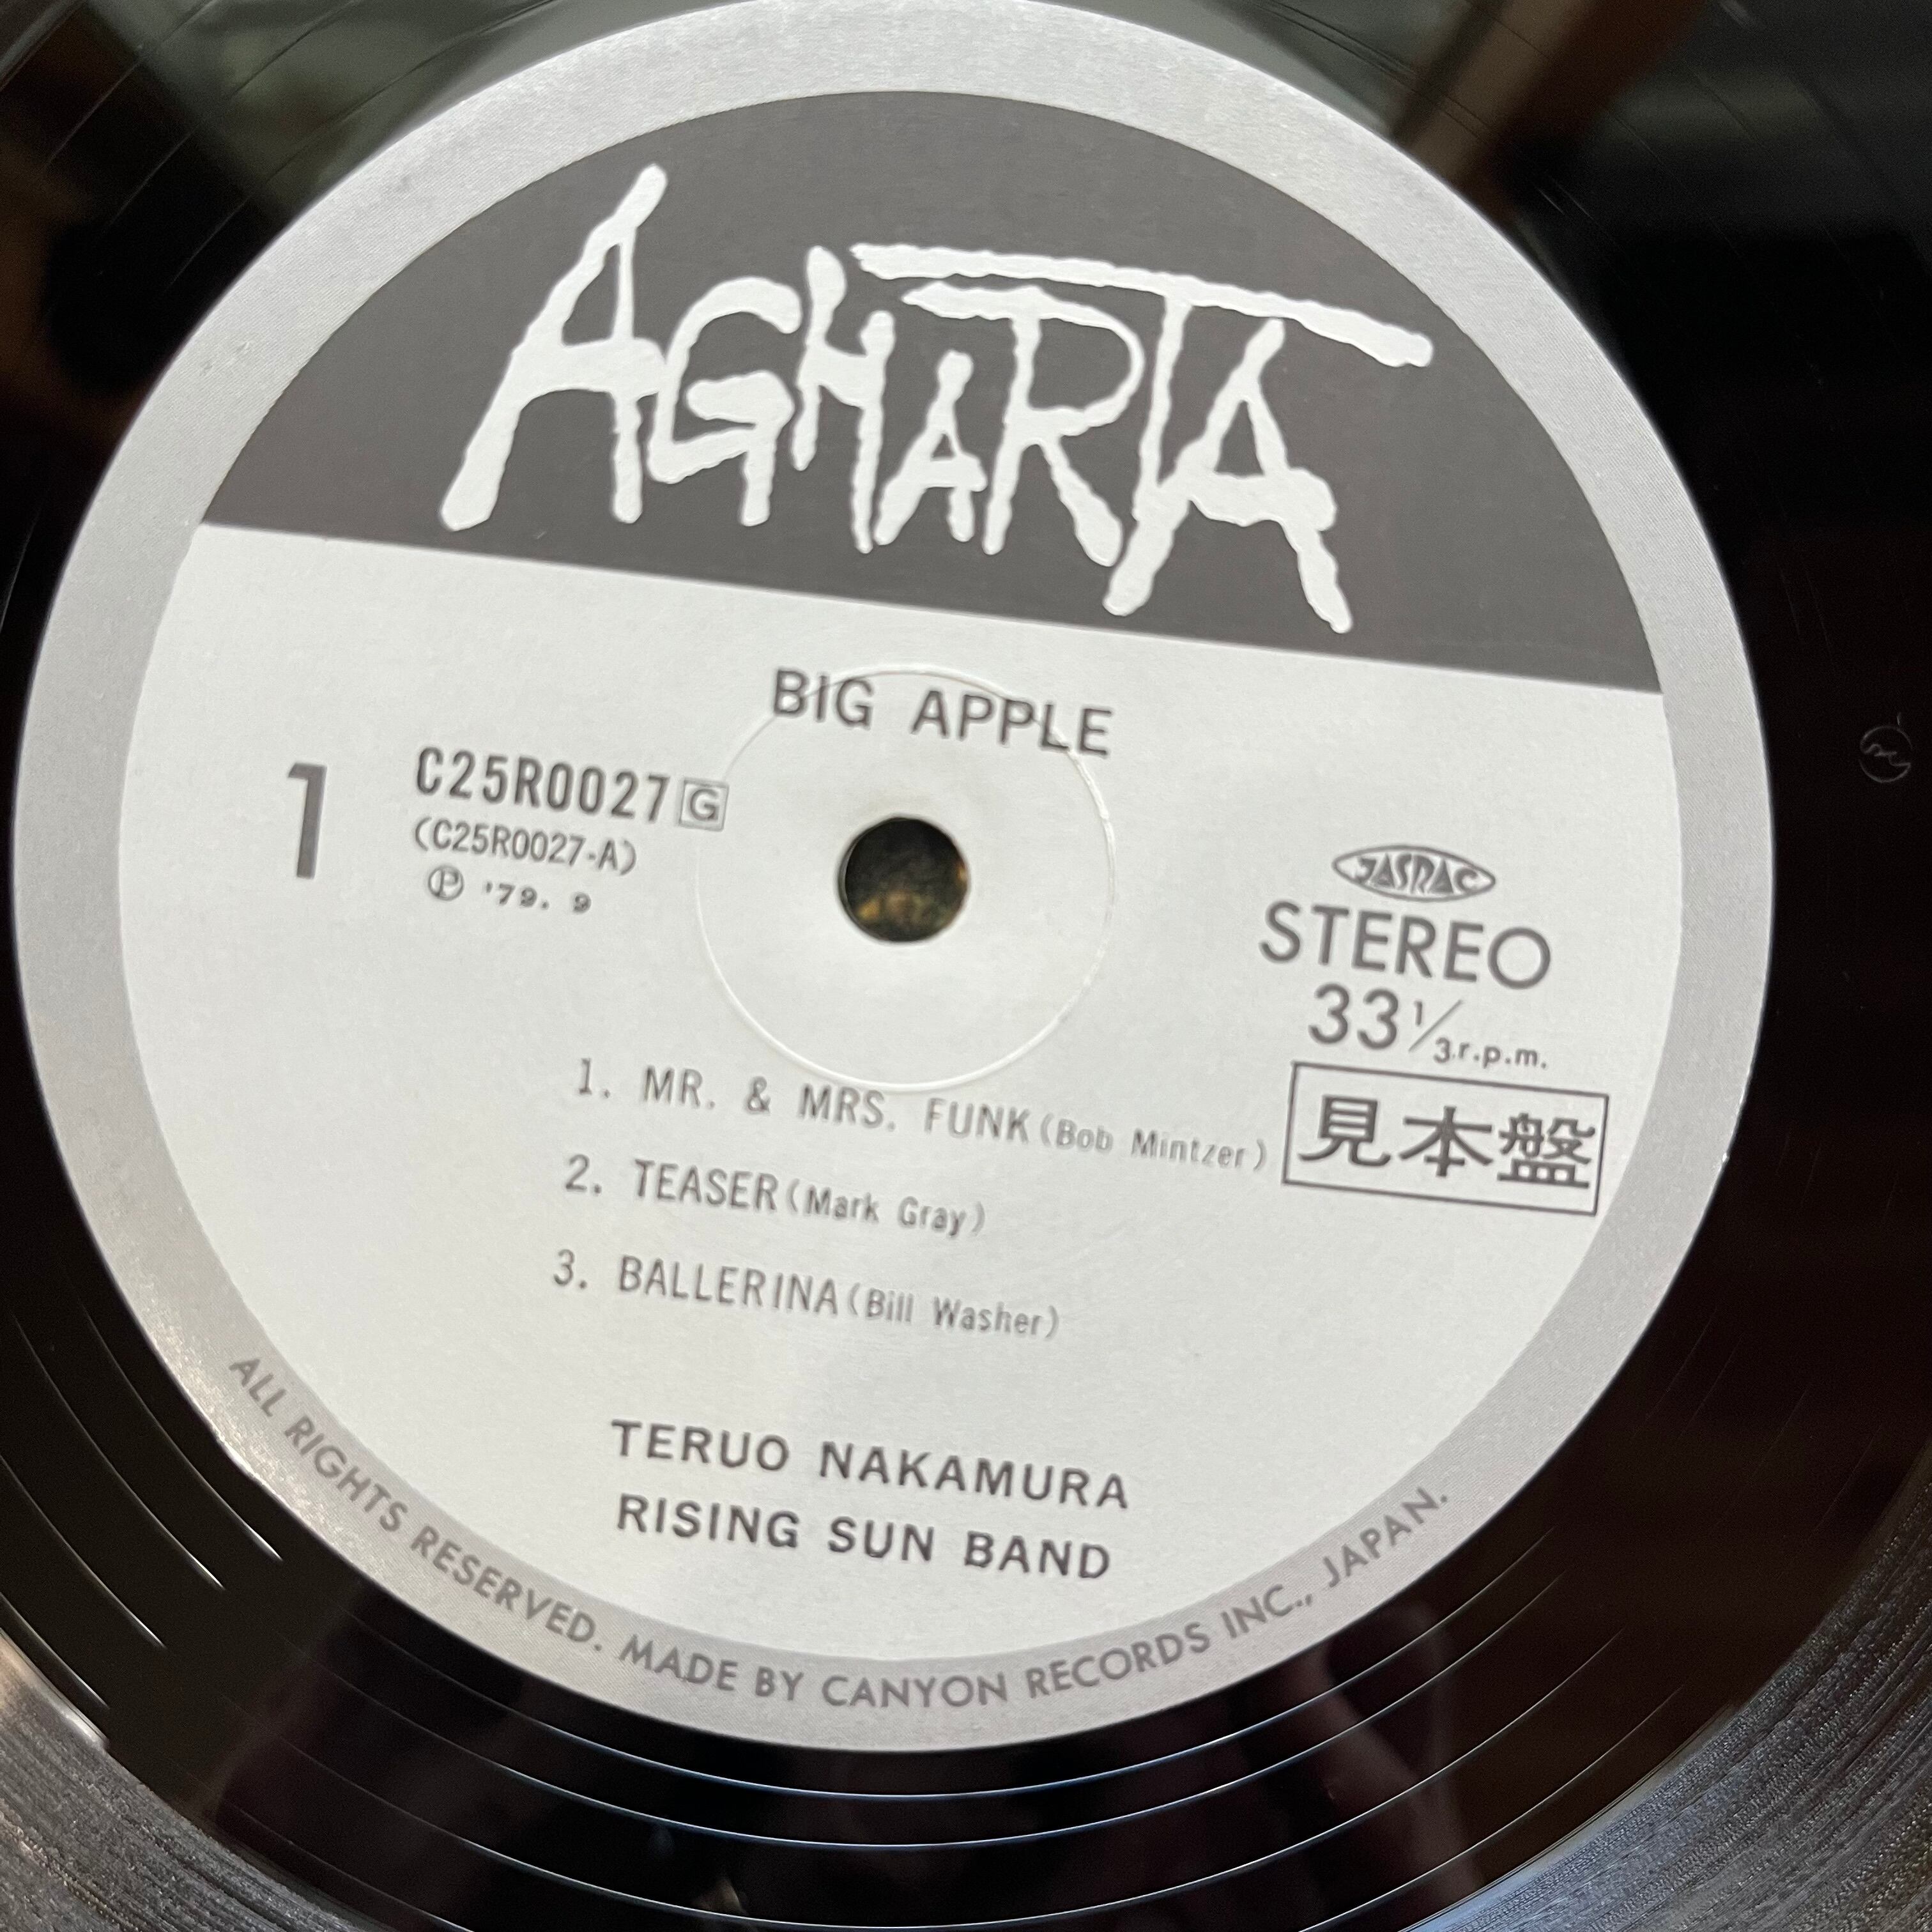 AGHARTA
BIG APPLE
1
C25R0027 G
(C25R0027-A)
Ⓟ '79. 9
JASRAC
STEREO
33 1/3 r.p.m.
見本盤
1. MR. & MRS. FUNK (Bob Mintzer)
2. TEASER (Mark Gray)
3. BALLERINA (Bill Washer)
TERUO NAKAMURA
RISING SUN BAND
ALL RIGHTS RESERVED. MADE BY CANYON RECORDS INC., JAPAN.